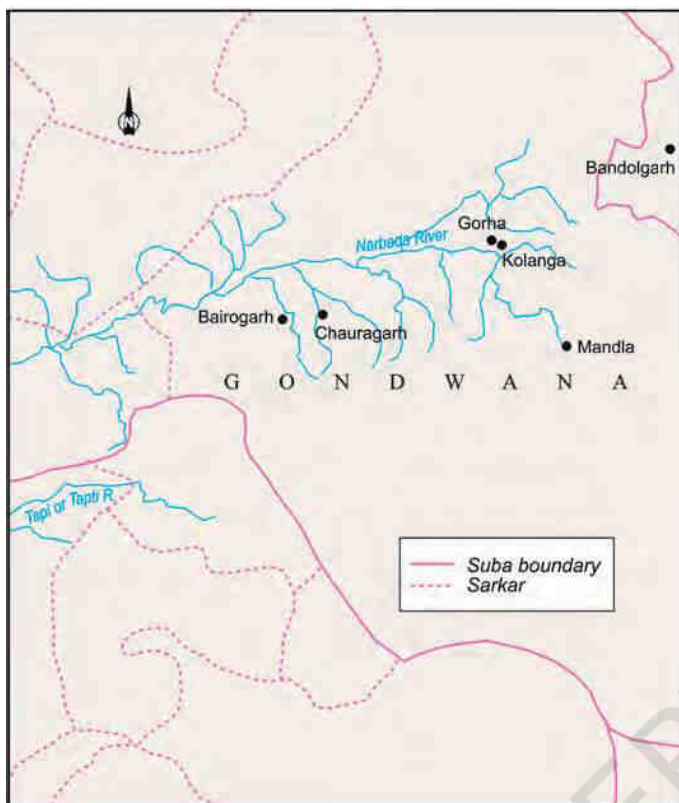 N
Bandolgarh
Gorha
Narbada River
Kolanga
Bairogarh
Chauragarh
Mandla
G O N D W A N A
Tapi or Tapti R.
Suba boundary
Sarkar